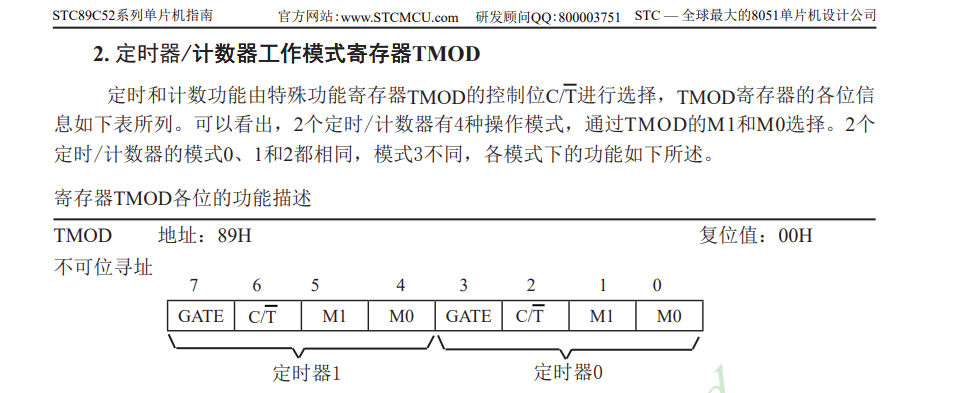 STC89C52系列单片机指南 官方网站:www.STCMCU.com 研发顾问QQ:800003751 STC — 全球最大的8051单片机设计公司
2. 定时器/计数器工作模式寄存器TMOD
定时和计数功能由特殊功能寄存器TMOD的控制位C/T̅进行选择，TMOD寄存器的各位信
息如下表所列。可以看出，2个定时/计数器有4种操作模式，通过TMOD的M1和M0选择。2个
定时/计数器的模式0、1和2都相同，模式3不同，各模式下的功能如下所述。
寄存器TMOD各位的功能描述
TMOD 地址：89H 复位值：00H
不可位寻址
7 6 5 4 3 2 1 0
GATE C/T̅ M1 M0 GATE C/T̅ M1 M0
定时器1 定时器0